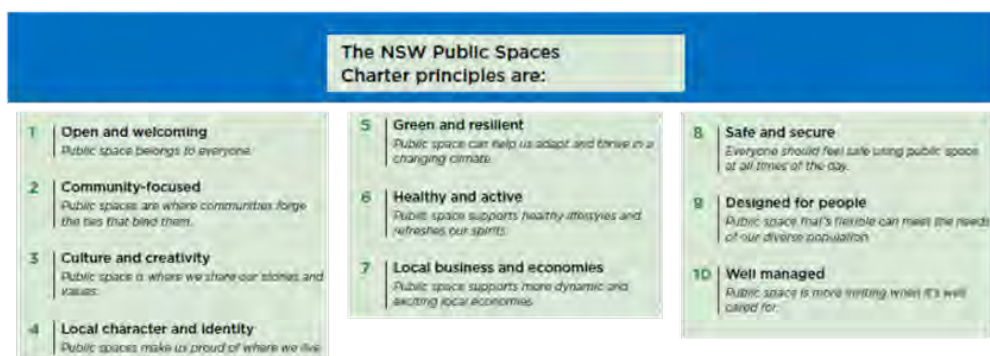 The NSW Public Spaces
Charter principles are:
1
Open and welcoming
Public space belongs to everyone.
2
Community-focused
Public spaces are where communities forge
the ties that bind them.
3
Culture and creativity
Public space is where we share our stories and
values.
4
Local character and identity
Public spaces make us proud of where we live.
5
Green and resilient
Public space can help us adapt and thrive in a
changing climate.
6
Healthy and active
Public space supports healthy lifestyles and
refreshes our spirits.
7
Local business and economies
Public space supports more dynamic and
exciting local economies.
8
Safe and secure
Everyone should feel safe using public space
at all times of the day.
9
Designed for people
Public space that's flexible can meet the needs
of our diverse population.
10
Well managed
Public space is more inviting when it's well
cared for.